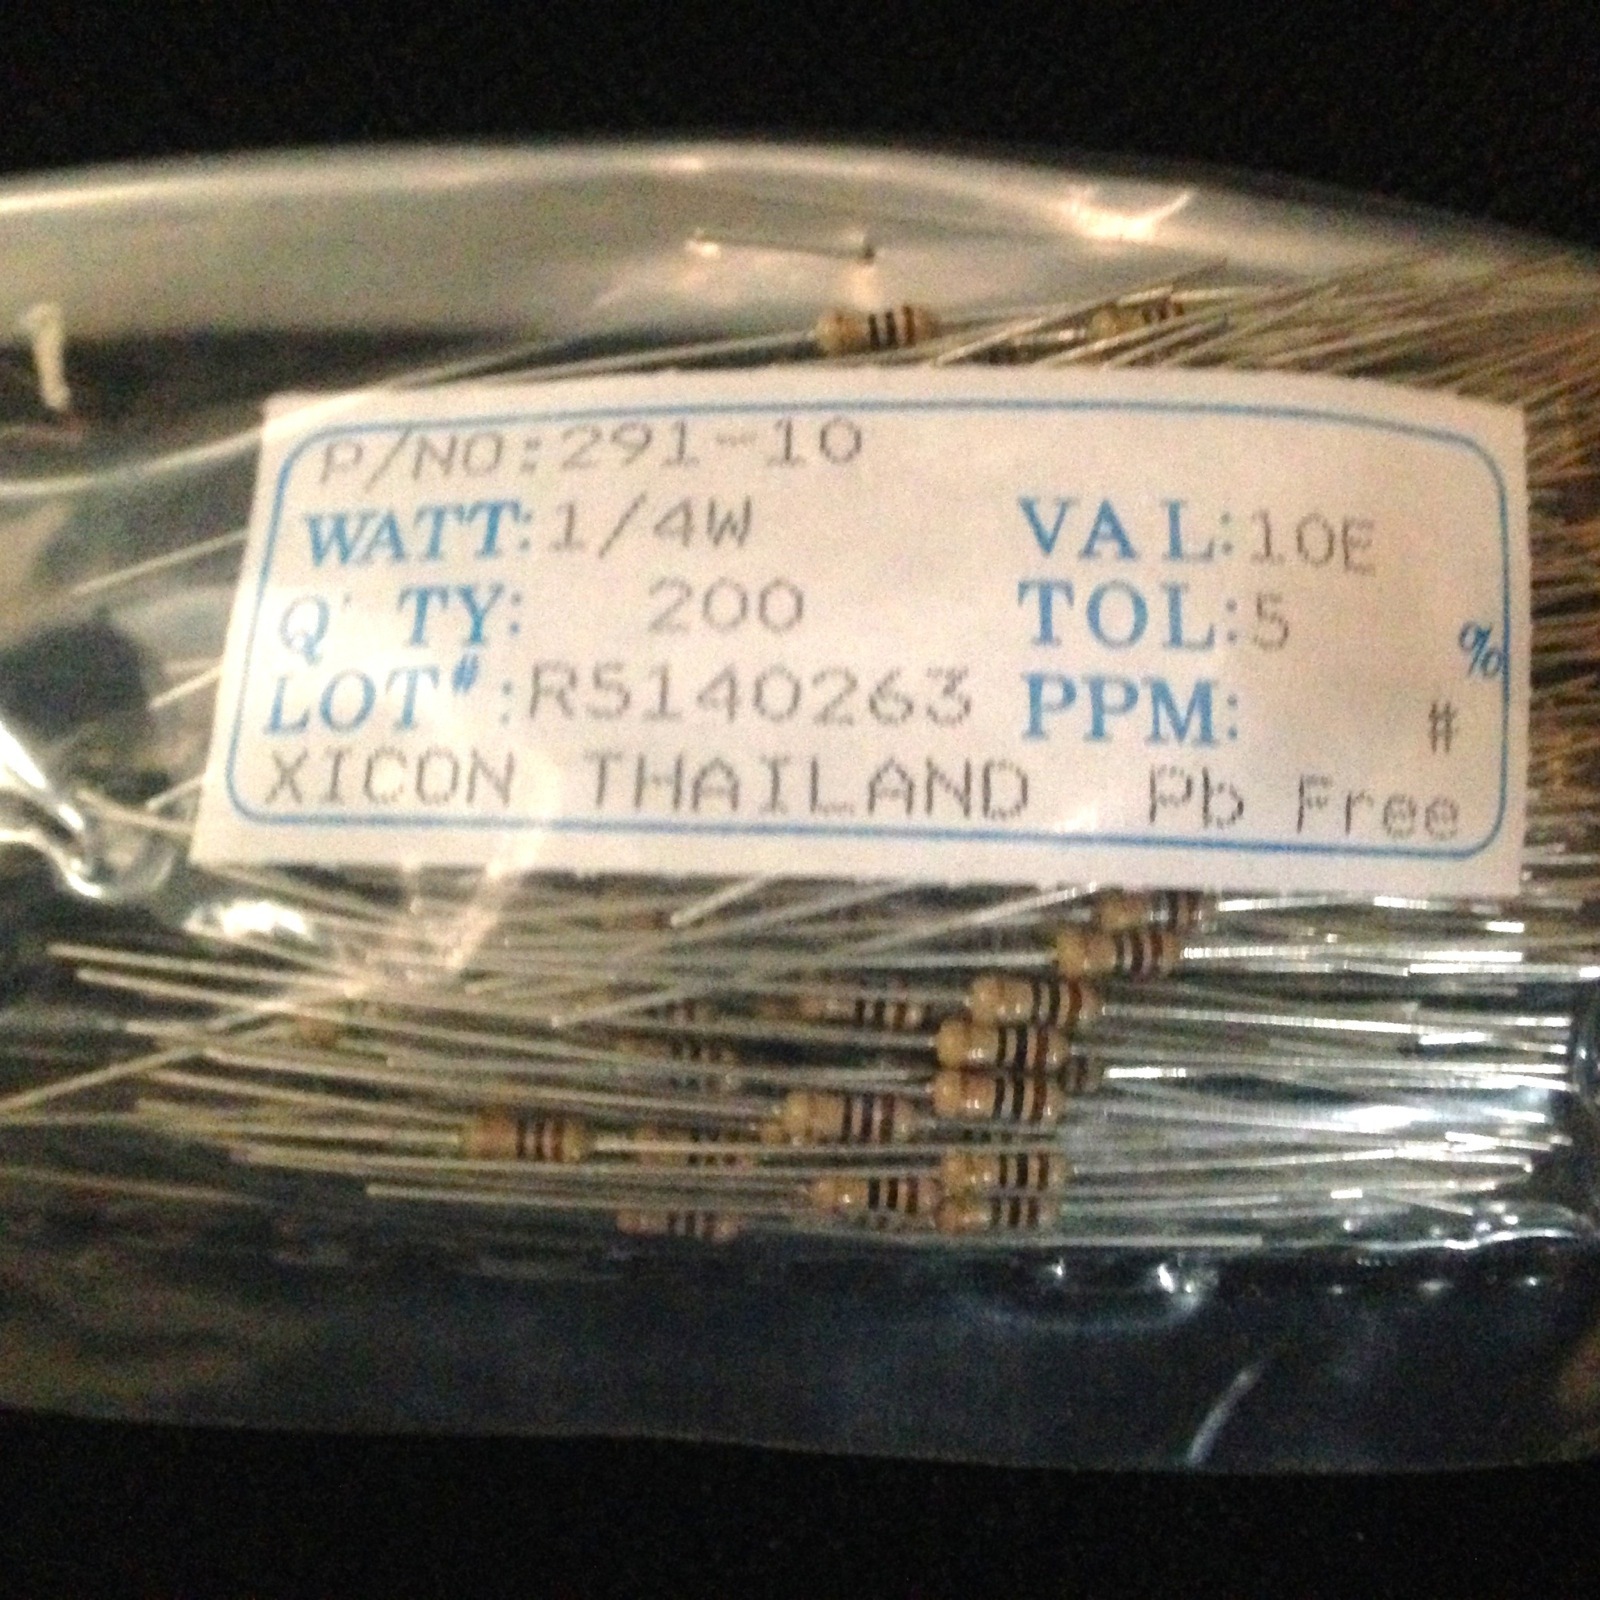 P/NO:291-10
WATT:1/4W VAL:10E
Q'TY: 200 TOL:5 %
LOT#:R5140263 PPM: #
XICON THAILAND Pb Free